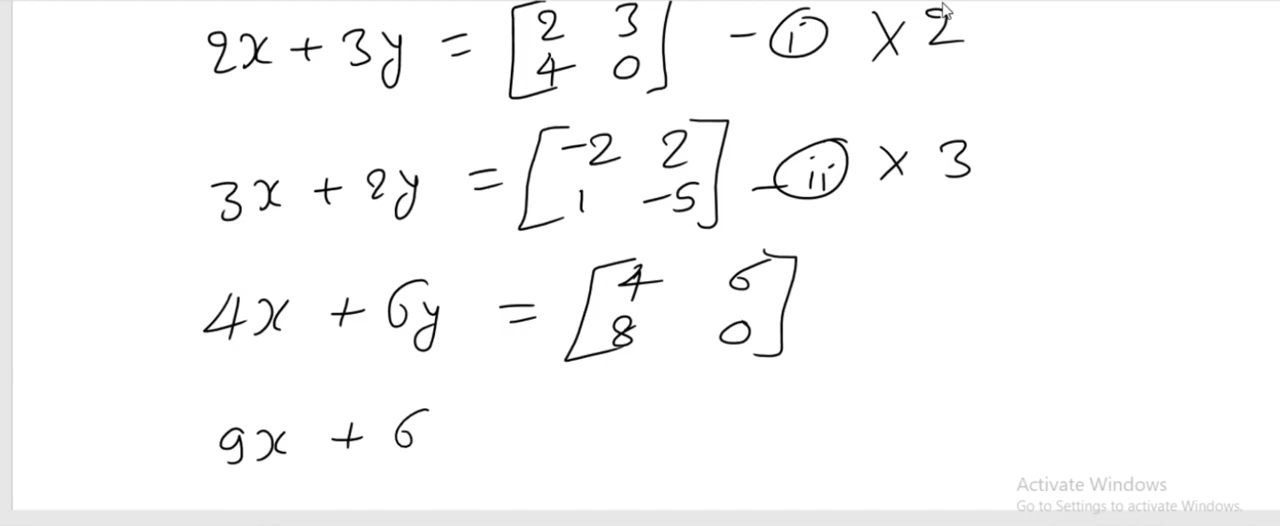 2x + 3y = [2 3
4 0] - (i) × 2
3x + 2y = [-2 2
1 -5] - (ii) × 3
4x + 6y = [4 6
8 0]
9x + 6
Activate Windows
Go to Settings to activate Windows.